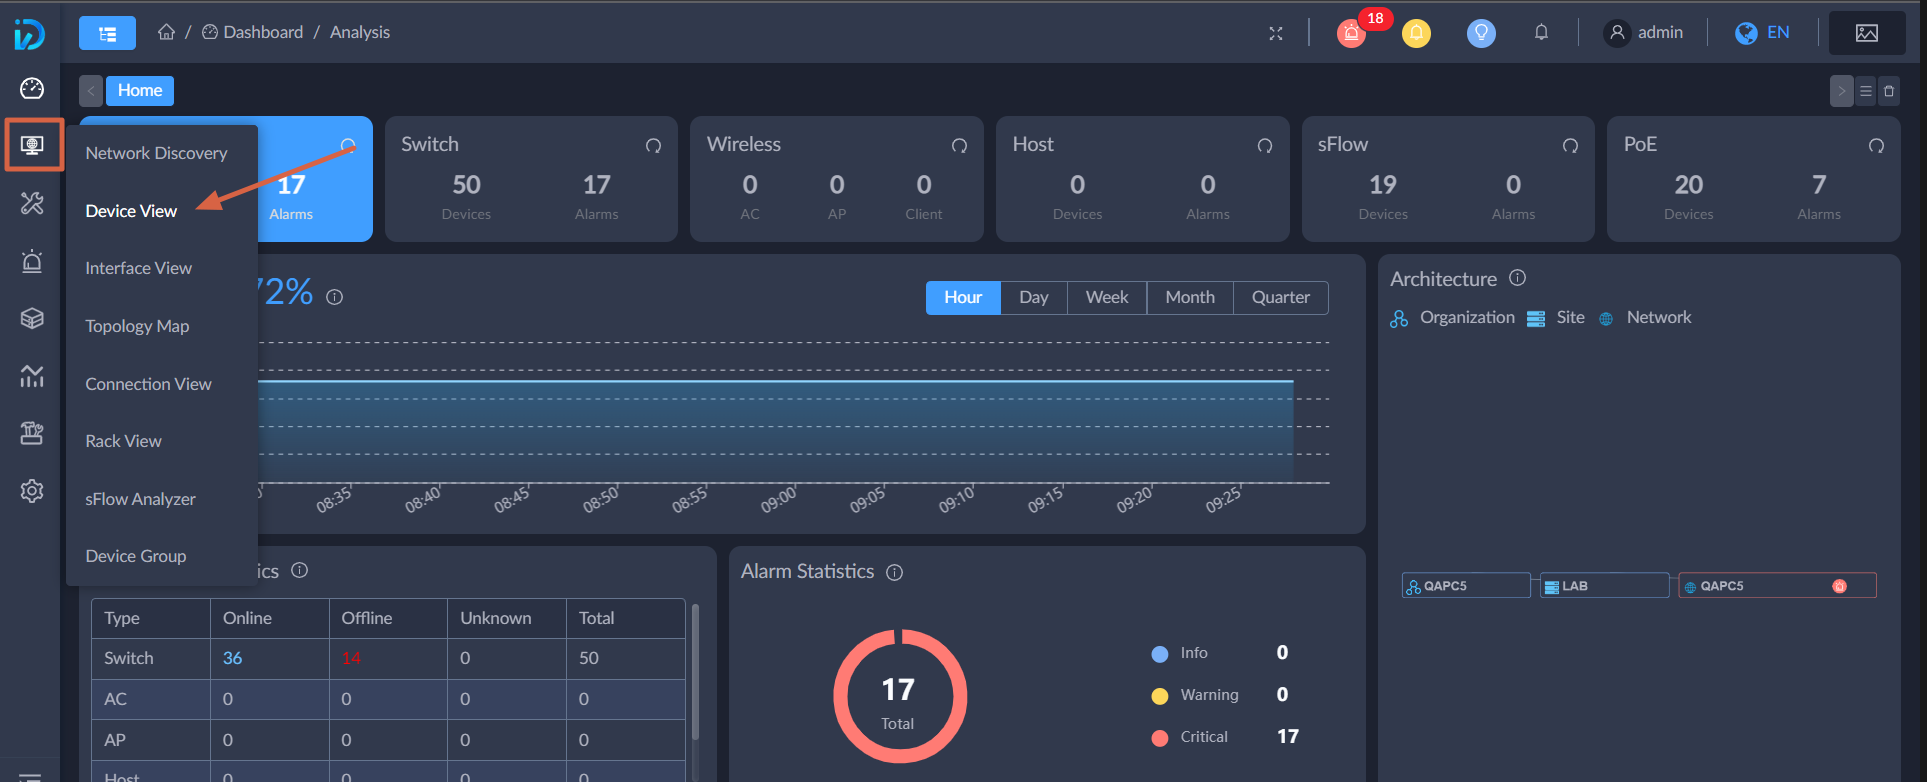 / Dashboard / Analysis
18
admin
EN
Home
Network Discovery
Device View
Interface View
Topology Map
Connection View
Rack View
sFlow Analyzer
Device Group
17
Alarms
Switch
50 17
Devices Alarms
Wireless
0 0 0
AC AP Client
Host
0 0
Devices Alarms
sFlow
19 0
Devices Alarms
PoE
20 7
Devices Alarms
72%
Hour Day Week Month Quarter
08:35 08:40 08:45 08:50 08:55 09:00 09:05 09:10 09:15 09:20 09:25
Architecture
Organization Site Network
QAPC5 LAB QAPC5
ics
Type Online Offline Unknown Total
Switch 36 14 0 50
AC 0 0 0 0
AP 0 0 0 0
Host 0 0 0 0
Alarm Statistics
17
Total
Info 0
Warning 0
Critical 17